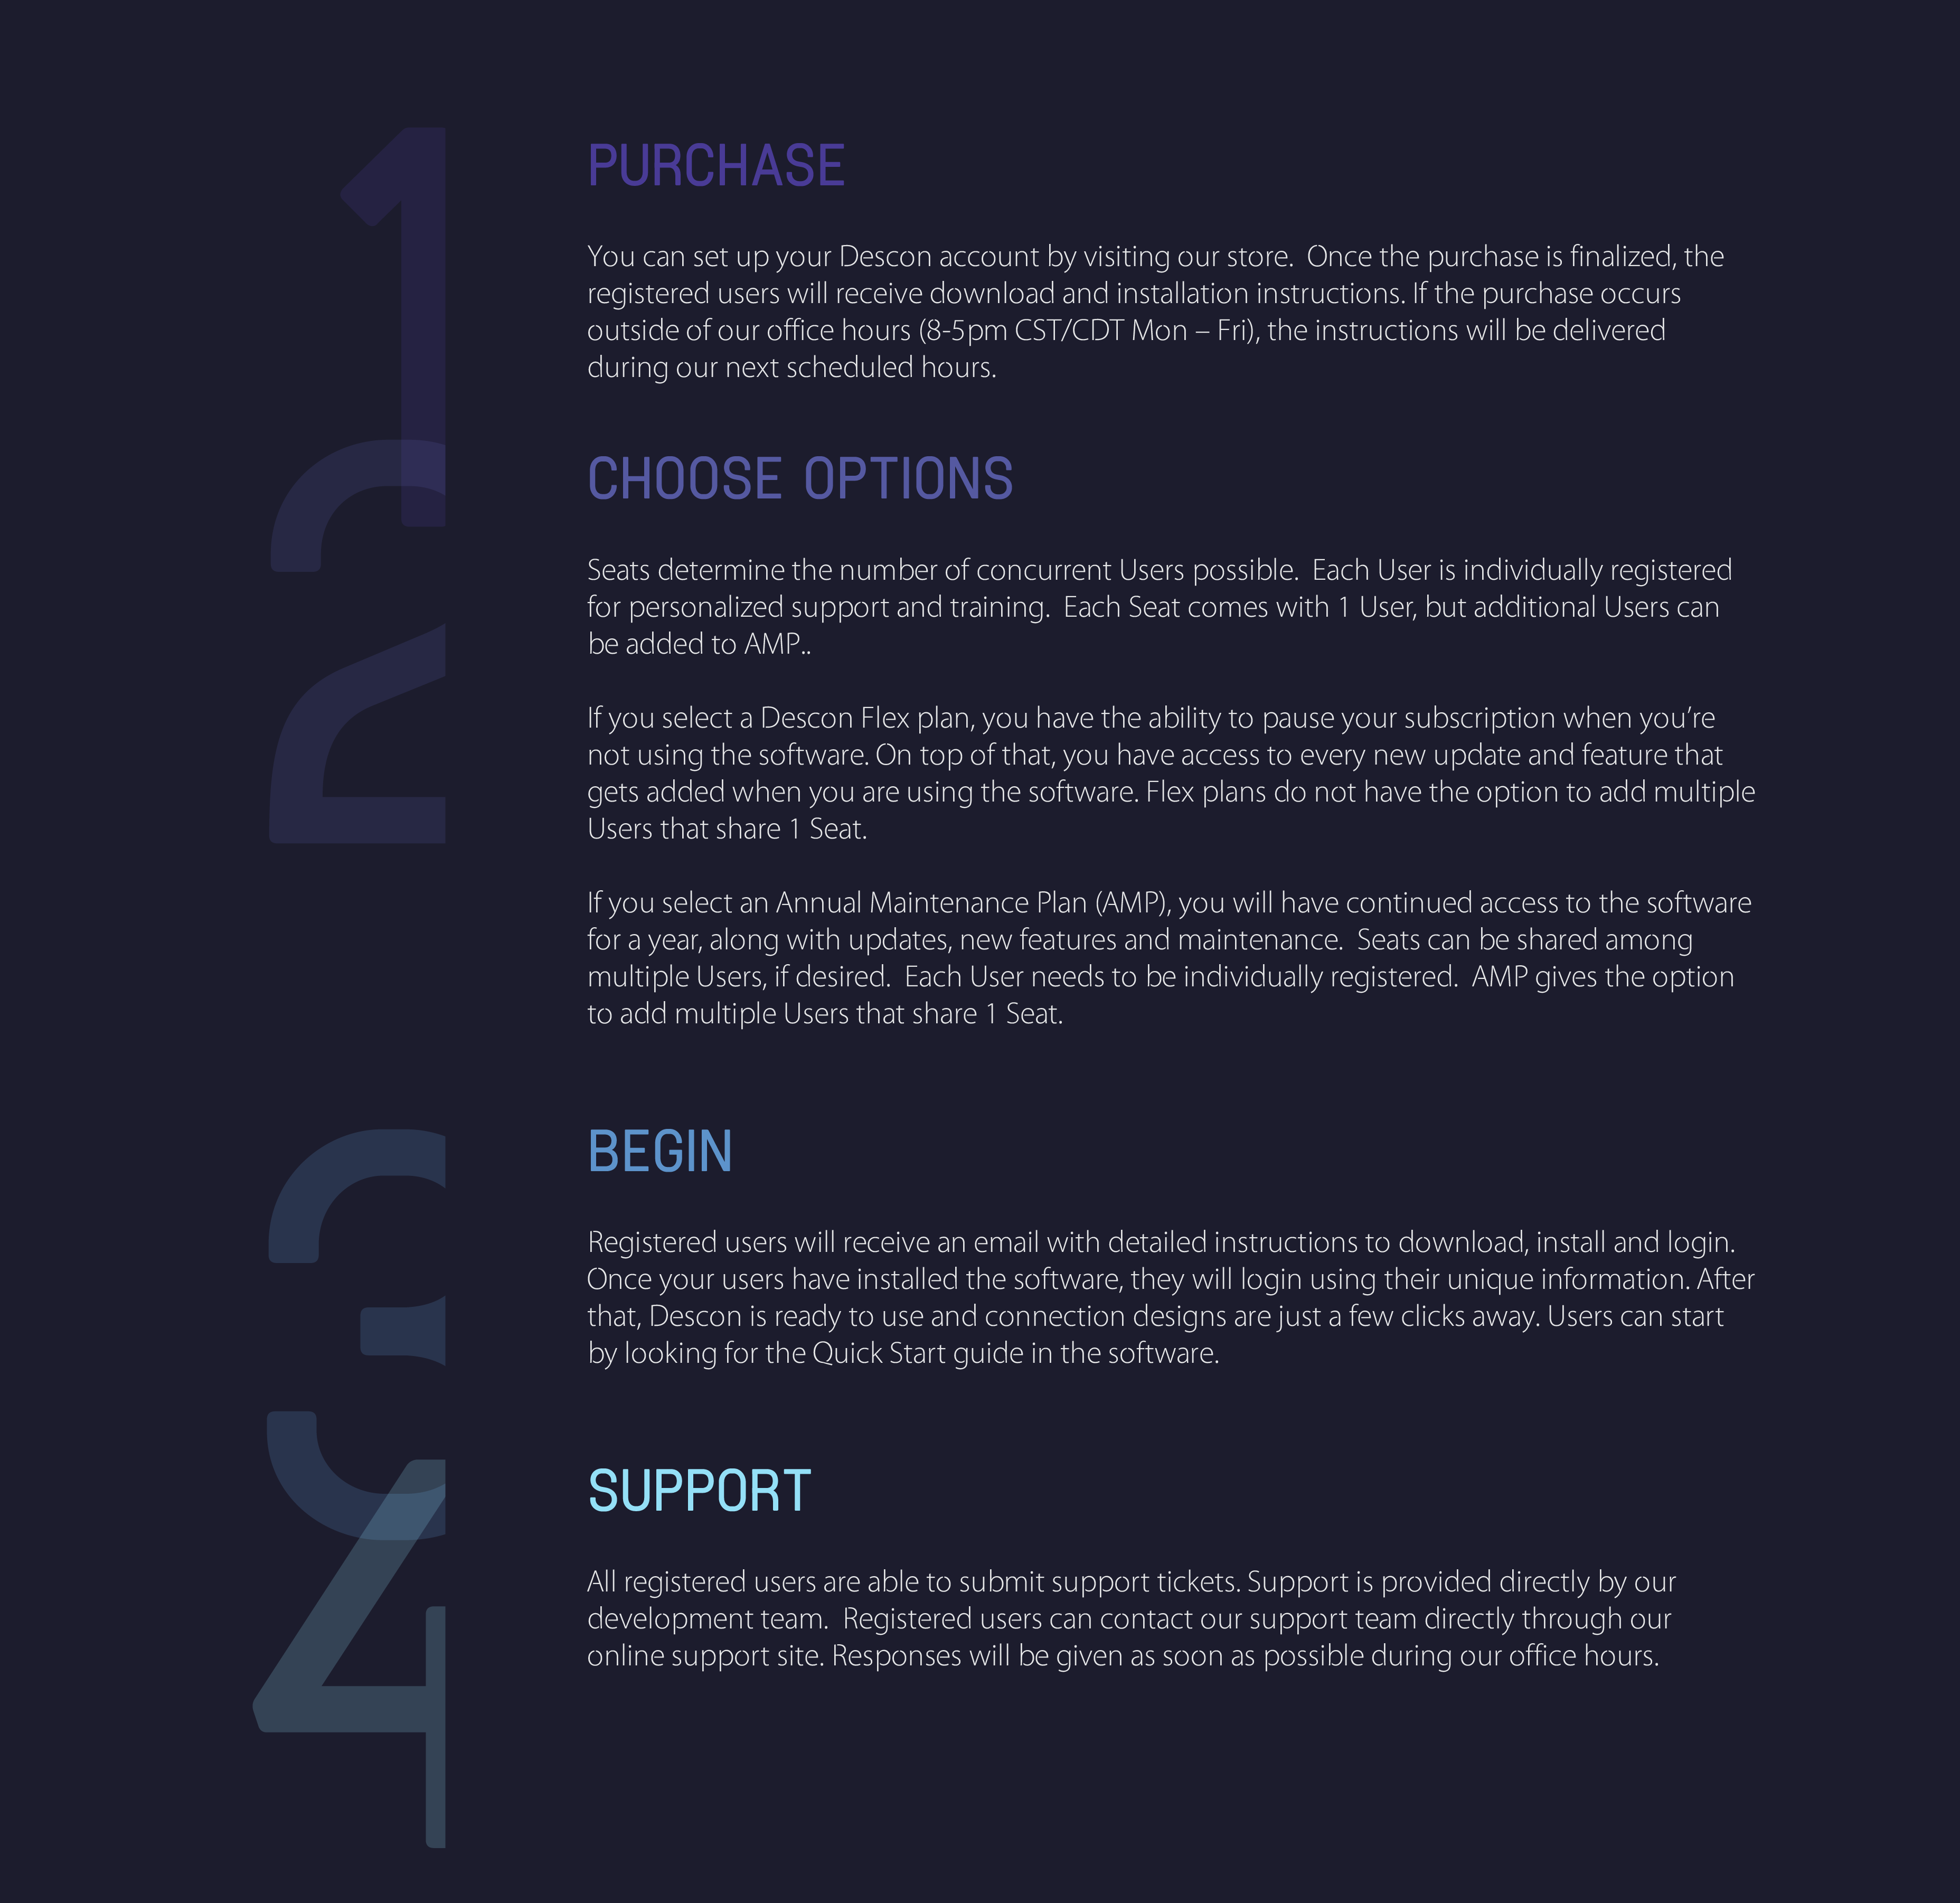 1
PURCHASE
You can set up your Descon account by visiting our store.  Once the purchase is finalized, the
registered users will receive download and installation instructions. If the purchase occurs
outside of our office hours (8-5pm CST/CDT Mon – Fri), the instructions will be delivered
during our next scheduled hours.
2
CHOOSE OPTIONS
Seats determine the number of concurrent Users possible.  Each User is individually registered
for personalized support and training.  Each Seat comes with 1 User, but additional Users can
be added to AMP..
If you select a Descon Flex plan, you have the ability to pause your subscription when you’re
not using the software. On top of that, you have access to every new update and feature that
gets added when you are using the software. Flex plans do not have the option to add multiple
Users that share 1 Seat.
If you select an Annual Maintenance Plan (AMP), you will have continued access to the software
for a year, along with updates, new features and maintenance.  Seats can be shared among
multiple Users, if desired.  Each User needs to be individually registered.  AMP gives the option
to add multiple Users that share 1 Seat.
3
BEGIN
Registered users will receive an email with detailed instructions to download, install and login.
Once your users have installed the software, they will login using their unique information. After
that, Descon is ready to use and connection designs are just a few clicks away. Users can start
by looking for the Quick Start guide in the software.
4
SUPPORT
All registered users are able to submit support tickets. Support is provided directly by our
development team.  Registered users can contact our support team directly through our
online support site. Responses will be given as soon as possible during our office hours.